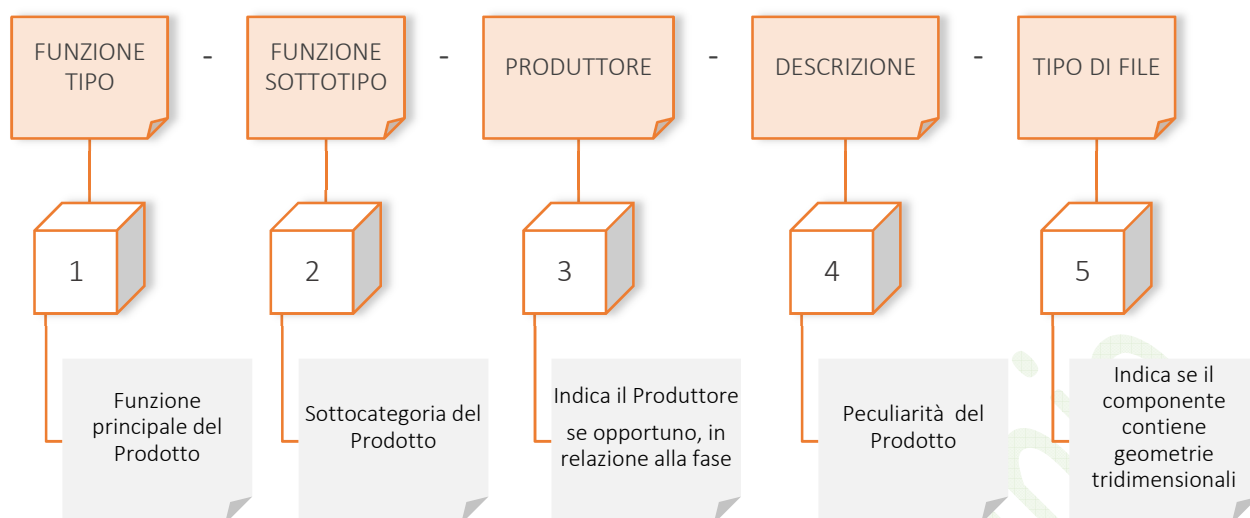 FUNZIONE
TIPO
-
FUNZIONE
SOTTOTIPO
-
PRODUTTORE
-
DESCRIZIONE
-
TIPO DI FILE
1
2
3
4
5
Funzione
principale del
Prodotto
Sottocategoria del
Prodotto
Indica il Produttore
se opportuno, in
relazione alla fase
Peculiarità del
Prodotto
Indica se il
componente
contiene
geometrie
tridimensionali